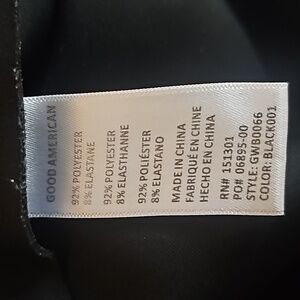 GOOD AMERICAN
92% POLYESTER
8% ELASTANE
92% POLYESTER
8% ELASTHANNE
92% POLIÉSTER
8% ELASTANO
MADE IN CHINA
FABRIQUÉ EN CHINE
HECHO EN CHINA
RN# 151301
PO# 06895-00
STYLE: GWB0066
COLOR: BLACK001